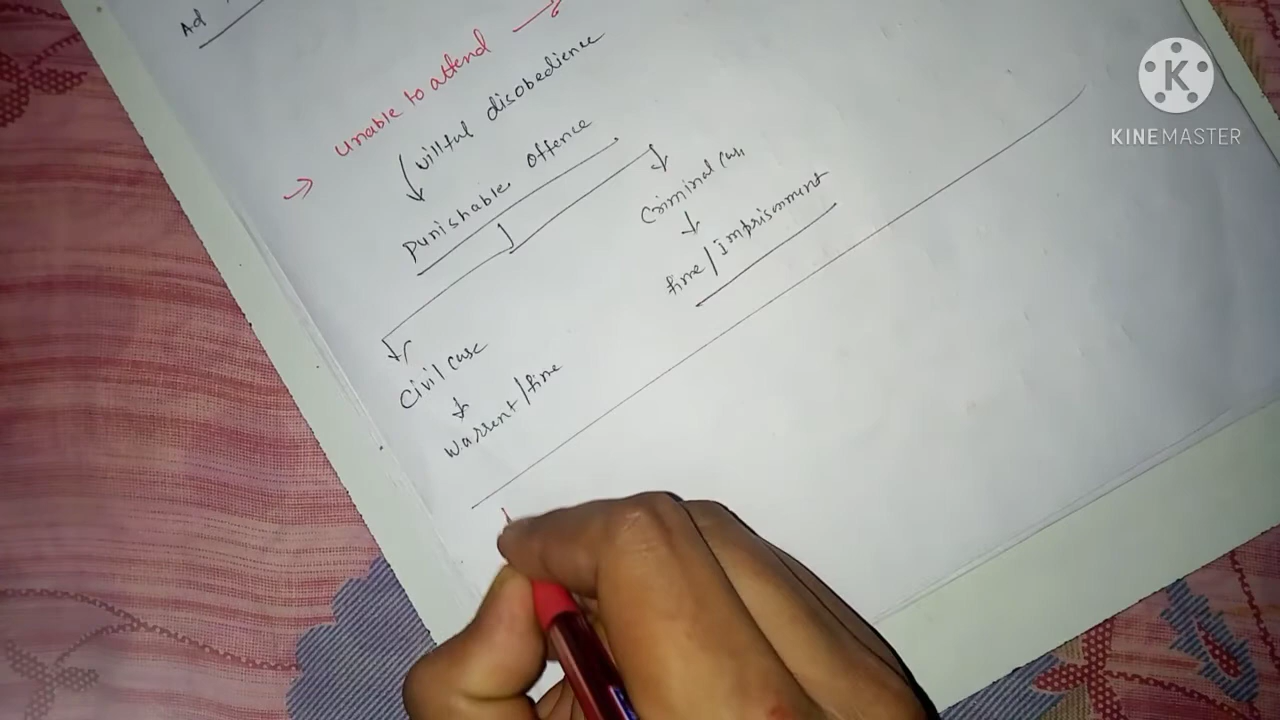 Ad
→ unable to attend →
willful disobedience
Punishable Offence
Criminal case
fine/imprisonment
Civil case
Warrent/fine
K
KINEMASTER